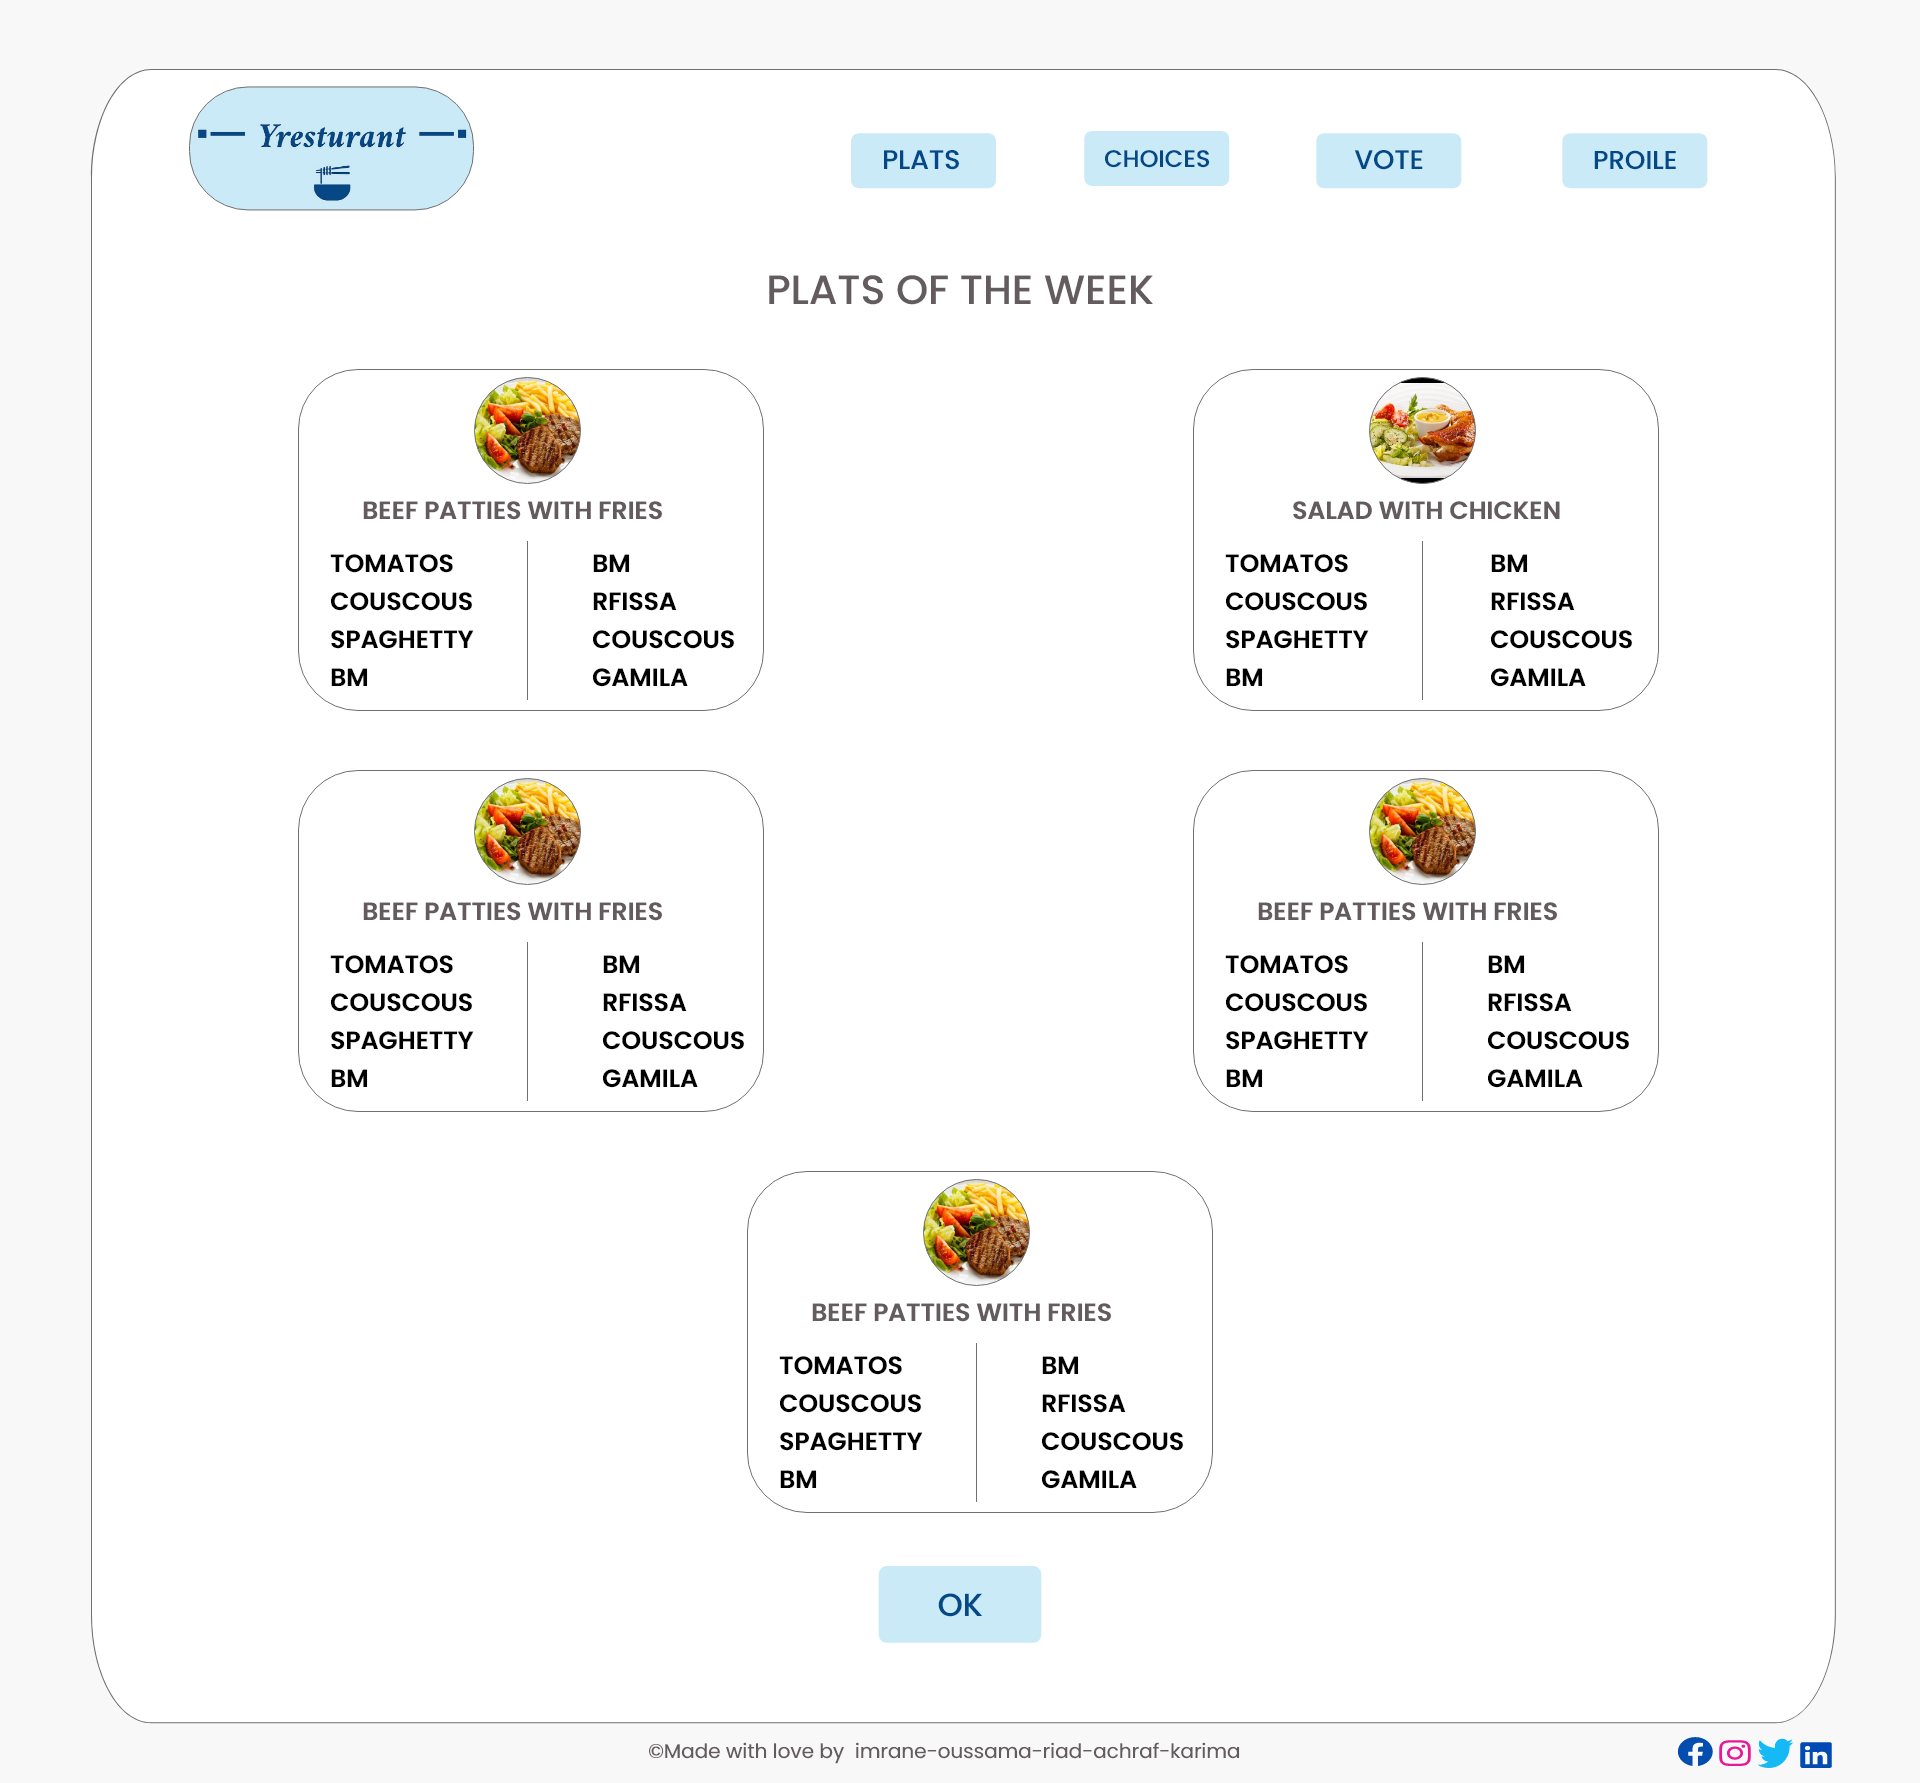 Yresturant
PLATS
CHOICES
VOTE
PROILE
PLATS OF THE WEEK
BEEF PATTIES WITH FRIES
TOMATOS
COUSCOUS
SPAGHETTY
BM
BM
RFISSA
COUSCOUS
GAMILA
SALAD WITH CHICKEN
TOMATOS
COUSCOUS
SPAGHETTY
BM
BM
RFISSA
COUSCOUS
GAMILA
BEEF PATTIES WITH FRIES
TOMATOS
COUSCOUS
SPAGHETTY
BM
BM
RFISSA
COUSCOUS
GAMILA
BEEF PATTIES WITH FRIES
TOMATOS
COUSCOUS
SPAGHETTY
BM
BM
RFISSA
COUSCOUS
GAMILA
BEEF PATTIES WITH FRIES
TOMATOS
COUSCOUS
SPAGHETTY
BM
BM
RFISSA
COUSCOUS
GAMILA
OK
©Made with love by imrane-oussama-riad-achraf-karima